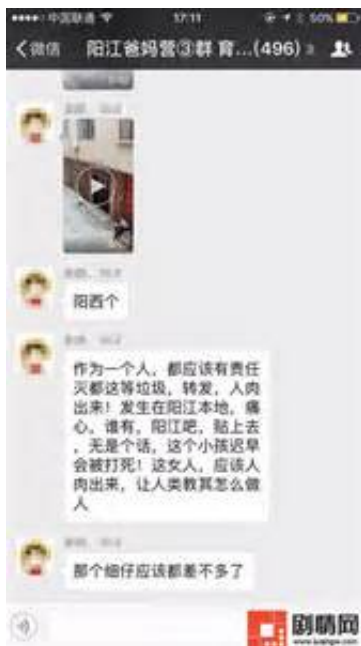 中国联通
17:11
50%
微信
阳江爸妈营③群 育...(496)
阳西个
作为一个人，都应该有责任
灭都这等垃圾，转发，人肉
出来！发生在阳江本地，痛
心，谁有，阳江吧，贴上去
，无是个话，这个小孩迟早
会被打死！这女人，应该人
肉出来，让人类教其怎么做
人
那个细仔应该都差不多了
剧情网